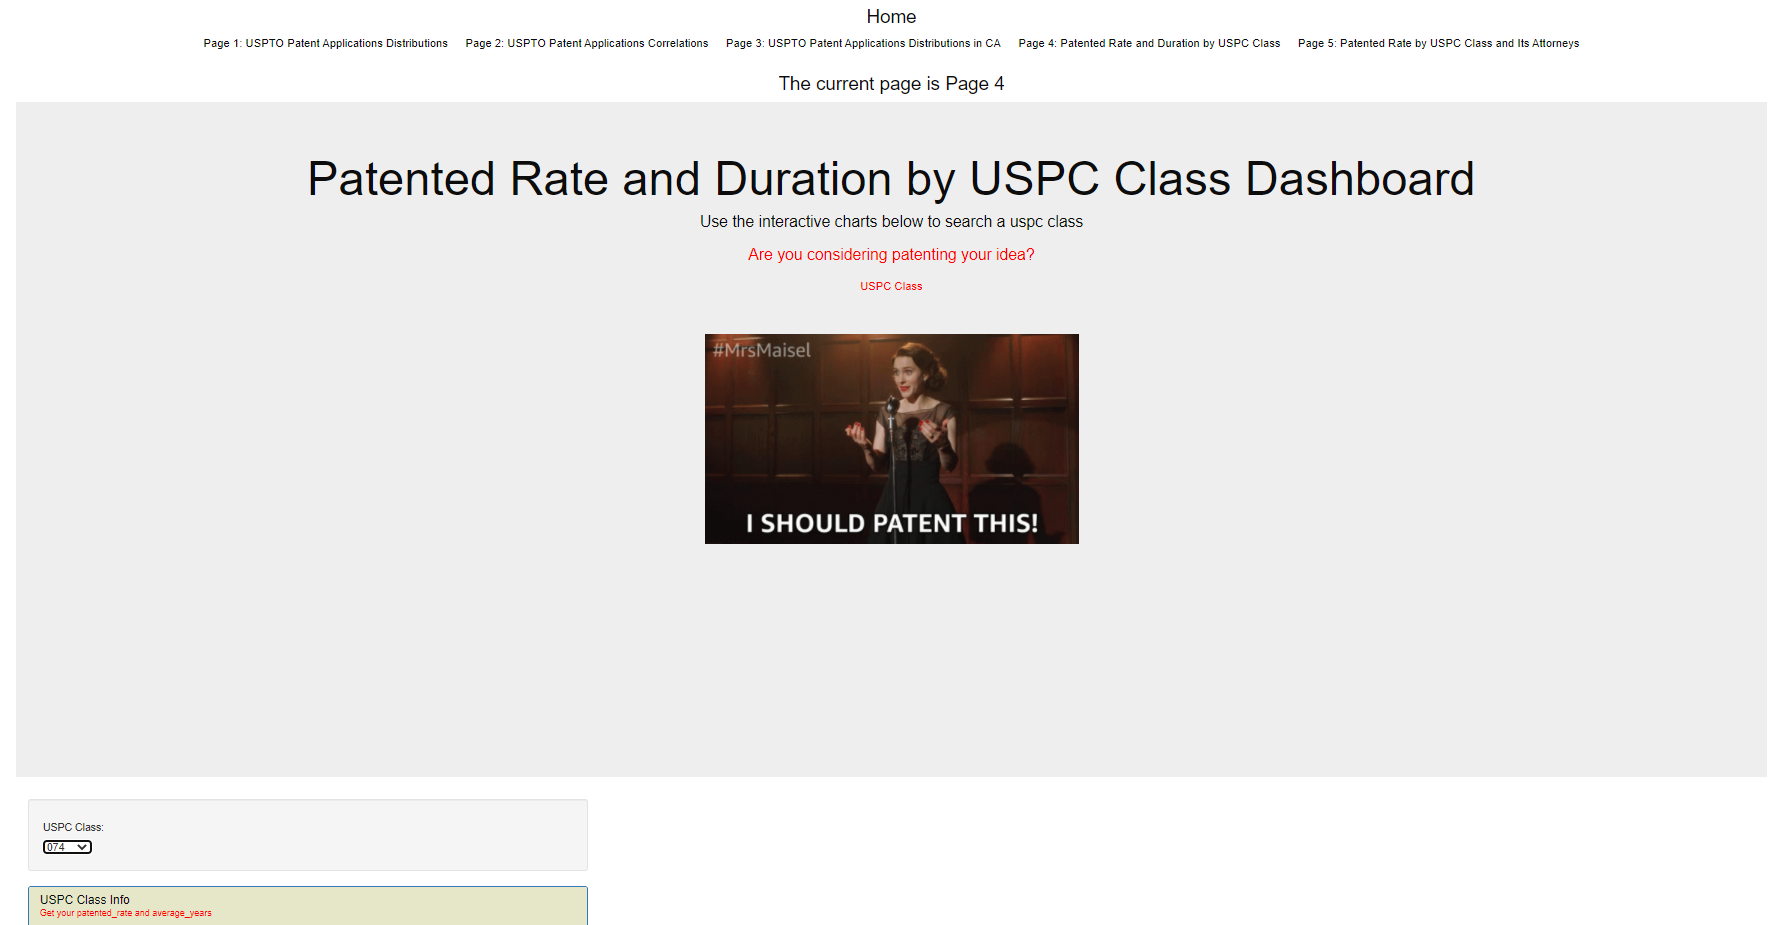 Home
Page 1: USPTO Patent Applications Distributions Page 2: USPTO Patent Applications Correlations Page 3: USPTO Patent Applications Distributions in CA Page 4: Patented Rate and Duration by USPC Class Page 5: Patented Rate by USPC Class and Its Attorneys
The current page is Page 4
Patented Rate and Duration by USPC Class Dashboard
Use the interactive charts below to search a uspc class
Are you considering patenting your idea?
USPC Class
#MrsMaisel
I SHOULD PATENT THIS!
USPC Class:
074
USPC Class Info
Get your patented_rate and average_years